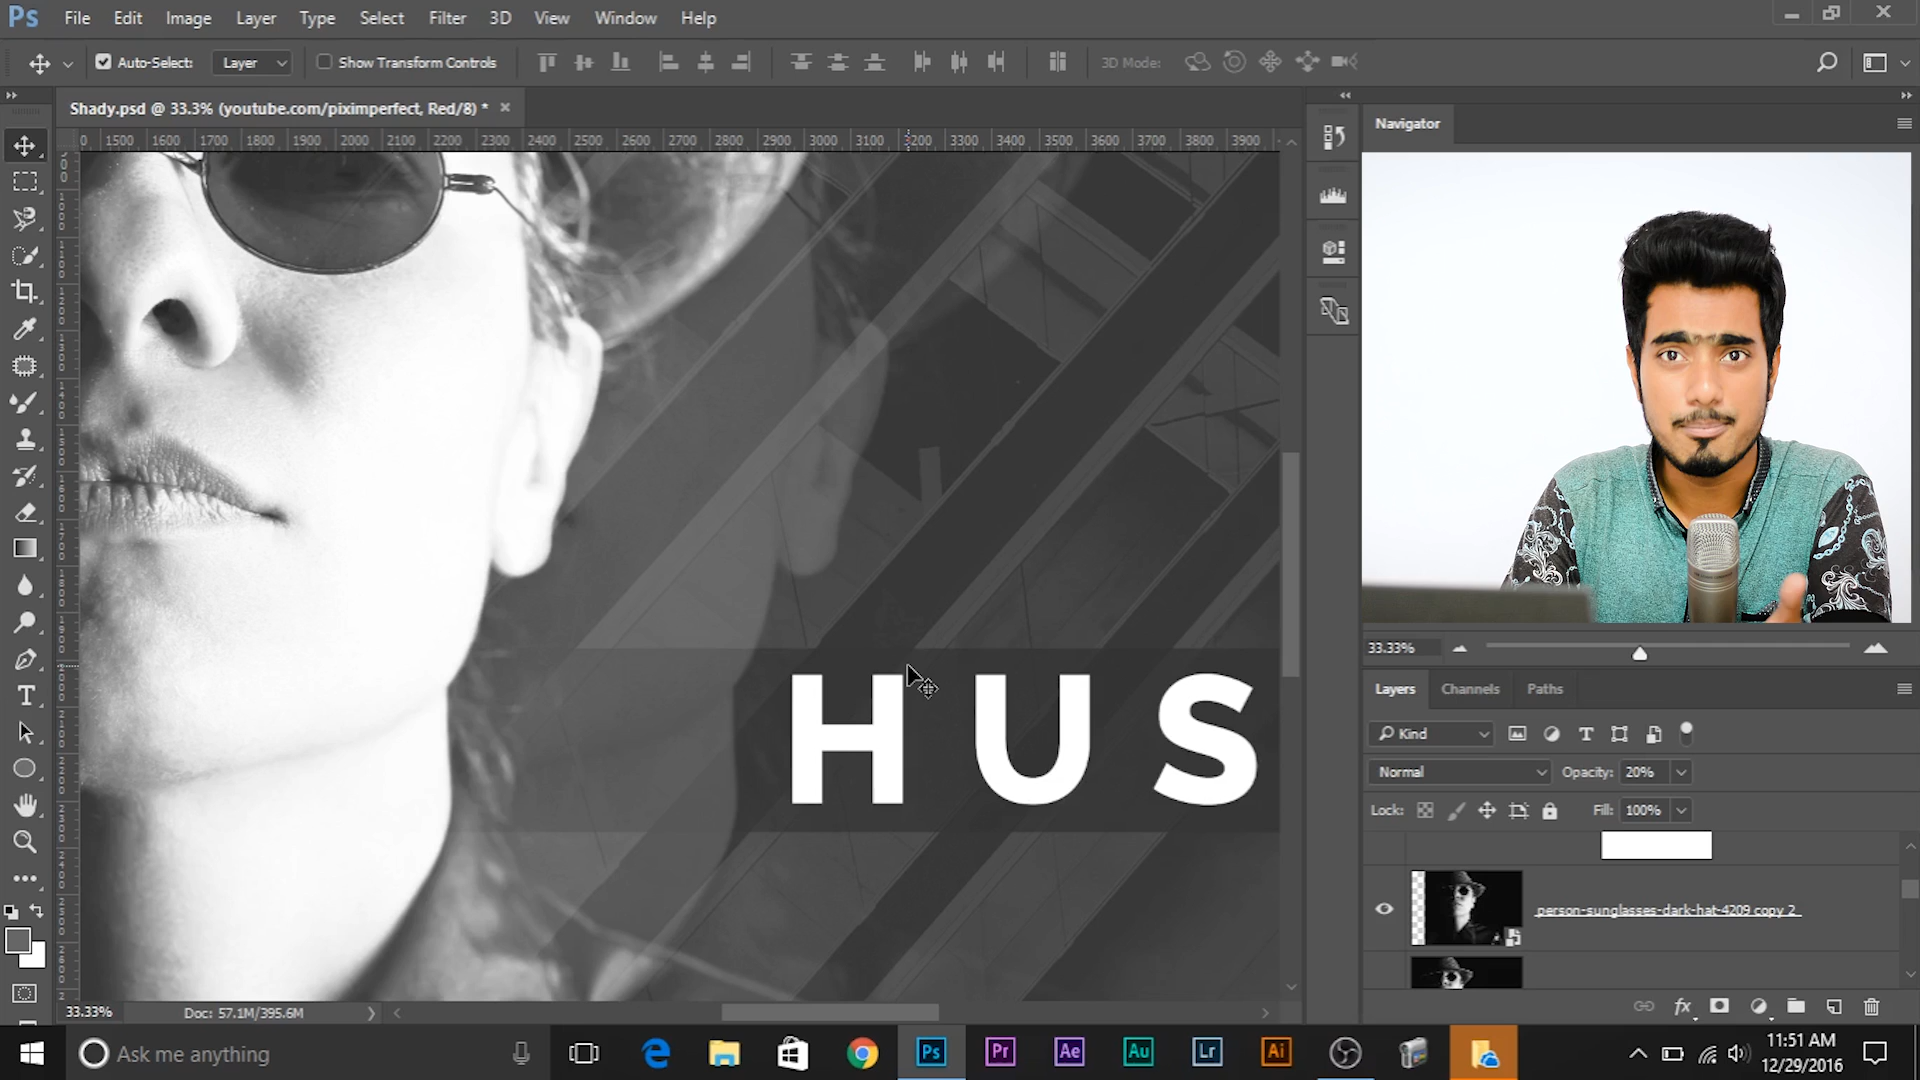 Ps File Edit Image Layer Type Select Filter 3D View Window Help
Auto-Select: Layer Show Transform Controls 3D Mode:
Shady.psd @ 33.3% (youtube.com/piximperfect, Red/8) * ×
0 1500 1600 1700 1800 1900 2000 2100 2200 2300 2400 2500 2600 2700 2800 2900 3000 3100 3200 3300 3400 3500 3600 3700 3800 3900
Navigator
H U S
33.33%
Layers Channels Paths
Kind
Normal Opacity: 20%
Lock: Fill: 100%
person-sunglasses-dark-hat-4209 copy 2
fx
33.33% Doc: 57.1M/395.6M
Ask me anything
Ps Pr Ae Au Lr Ai
11:51 AM
12/29/2016